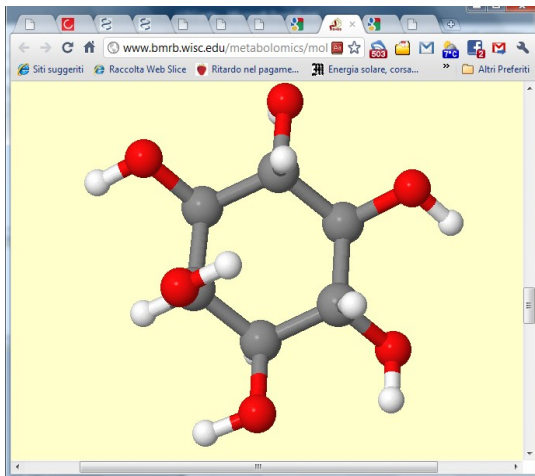 www.bmrb.wisc.edu/metabolomics/mol
503
7°C
2
Siti suggeriti Raccolta Web Slice Ritardo nel pagame... Energia solare, corsa... » Altri Preferiti